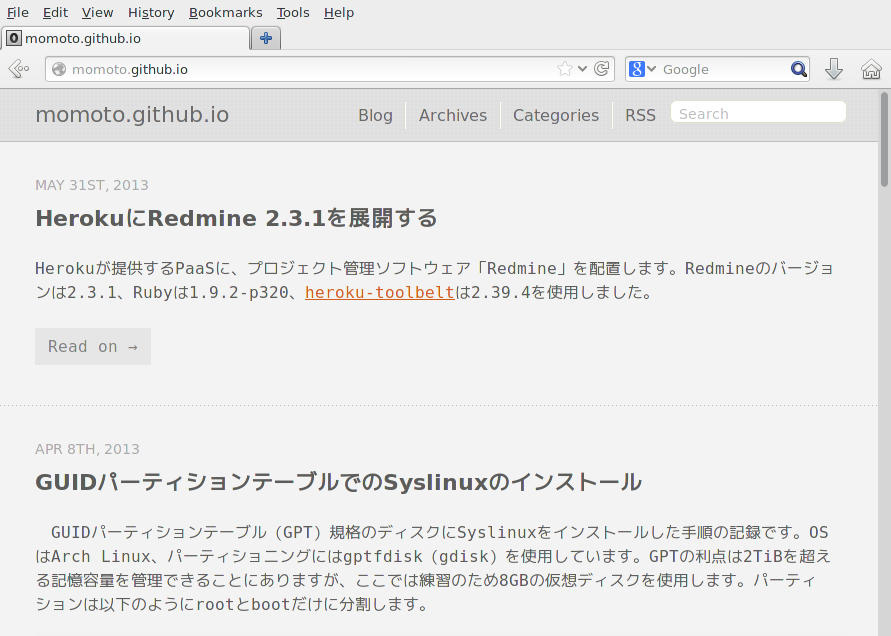 File Edit View History Bookmarks Tools Help
momoto.github.io
momoto.github.io
Google
momoto.github.io
Blog Archives Categories RSS Search
MAY 31ST, 2013
HerokuにRedmine 2.3.1を展開する
Herokuが提供するPaaSに、プロジェクト管理ソフトウェア「Redmine」を配置します。Redmineのバージョ
ンは2.3.1、Rubyは1.9.2-p320、heroku-toolbeltは2.39.4を使用しました。
Read on →
APR 8TH, 2013
GUIDパーティションテーブルでのSyslinuxのインストール
GUIDパーティションテーブル（GPT）規格のディスクにSyslinuxをインストールした手順の記録です。OS
はArch Linux、パーティショニングにはgptfdisk（gdisk）を使用しています。GPTの利点は2TiBを超え
る記憶容量を管理できることにありますが、ここでは練習のため8GBの仮想ディスクを使用します。パーティ
ションは以下のようにrootとbootだけに分割します。